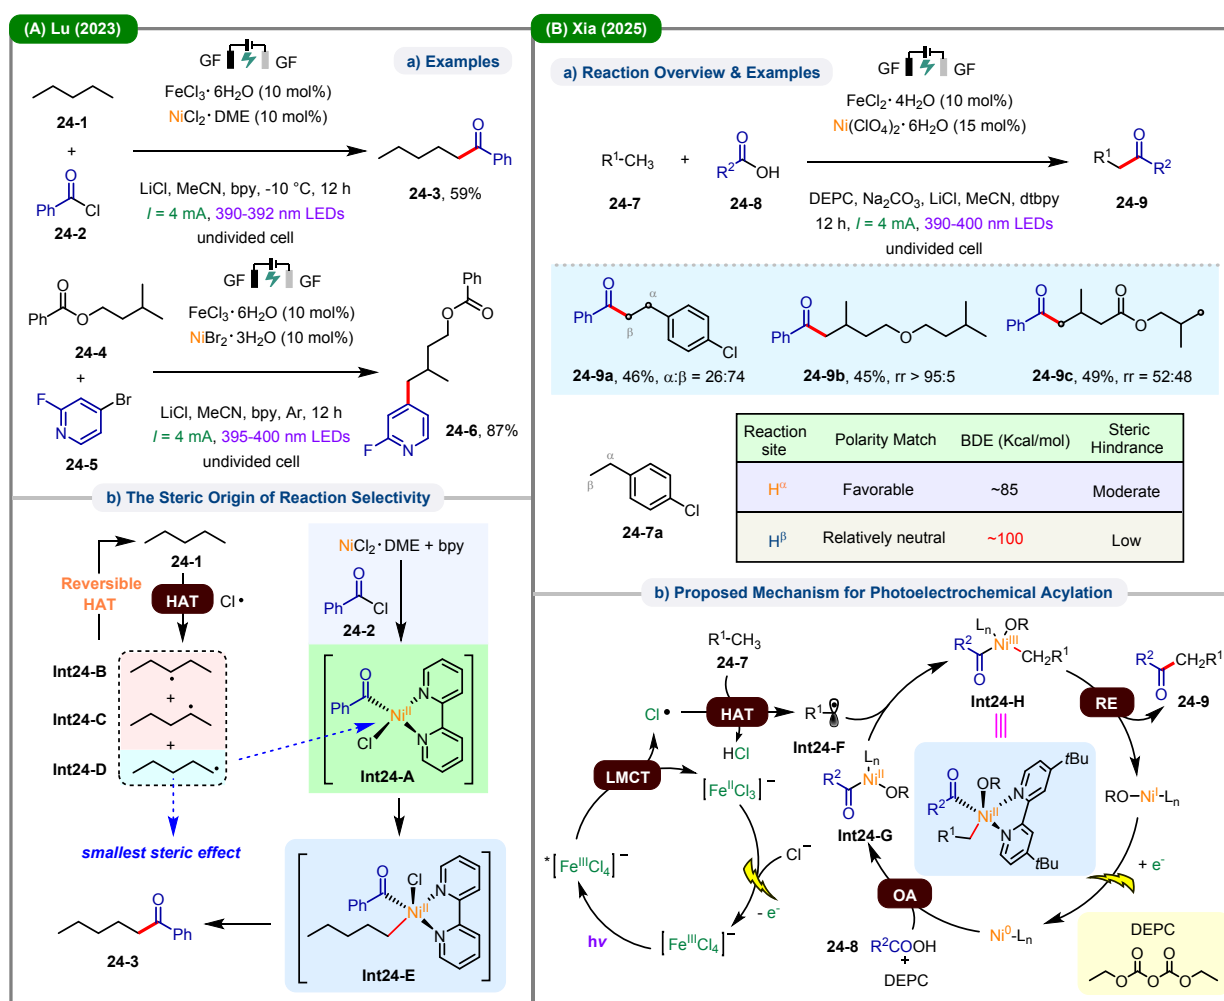 (A) Lu (2023)
a) Examples
GF GF
FeCl3·6H2O (10 mol%)
NiCl2·DME (10 mol%)
24-1
+
O
Ph Cl
24-2
LiCl, MeCN, bpy, -10 °C, 12 h
I = 4 mA, 390-392 nm LEDs
undivided cell
O
Ph
24-3, 59%
GF GF
FeCl3·6H2O (10 mol%)
NiBr2·3H2O (10 mol%)
O
Ph O
24-4
+
F Br
N
24-5
LiCl, MeCN, bpy, Ar, 12 h
I = 4 mA, 395-400 nm LEDs
undivided cell
Ph
O O
F N
24-6, 87%
b) The Steric Origin of Reaction Selectivity
24-1
Reversible
HAT
HAT Cl•
Int24-B
+
Int24-C
+
Int24-D
smallest steric effect
NiCl2·DME + bpy
O
Ph Cl
24-2
O
Ph NiII N
Cl N
Int24-A
O Cl
Ph NiII N
N
Int24-E
O
Ph
24-3
(B) Xia (2025)
a) Reaction Overview & Examples
GF GF
FeCl2·4H2O (10 mol%)
Ni(ClO4)2·6H2O (15 mol%)
R1-CH3 +
O
R2 OH
24-7 24-8
DEPC, Na2CO3, LiCl, MeCN, dtbpy
12 h, I = 4 mA, 390-400 nm LEDs
undivided cell
O
R1 R2
24-9
O α
Ph β
Cl
24-9a, 46%, α:β = 26:74
O
Ph O
24-9b, 45%, rr > 95:5
O O
Ph O
24-9c, 49%, rr = 52:48
α
β
Cl
24-7a
Reaction site Polarity Match BDE (Kcal/mol) Steric Hindrance
Hα Favorable ~85 Moderate
Hβ Relatively neutral ~100 Low
b) Proposed Mechanism for Photoelectrochemical Acylation
R1-CH3
24-7
Cl• HAT R1
HCl
Int24-F
LMCT
[FeIICl3]−
Cl−
- e-
[FeIIICl4]−
hν
*[FeIIICl4]−
Ln
R2 NiII
O OR
Int24-G
Ln OR
R2 NiIII
O CH2R1
Int24-H
RE
O
R2 CH2R1
24-9
O OR tBu
R2 NiII N
R1 N
tBu
RO-NiI-Ln
+ e-
Ni0-Ln
OA
24-8 R2COOH
+
DEPC
DEPC
O O
O O O